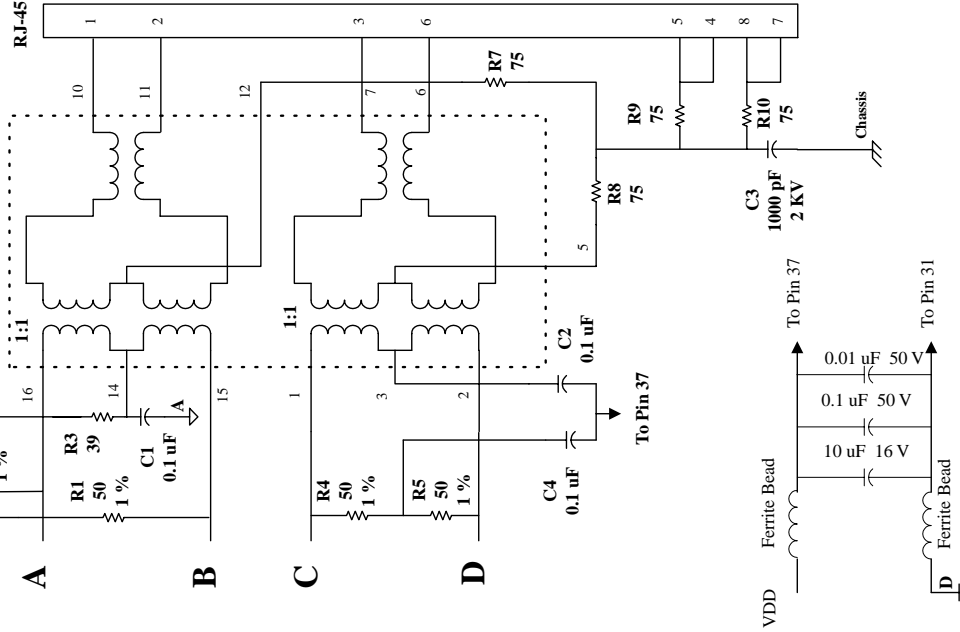 RJ-45
1
2
3
6
5
4
8
7
10
11
12
7
6
R7
75
R9
75
R10
75
R8
75
5
Chassis
C3
1000 pF
2 KV
1:1
1:1
16
14
15
A
R3
39
C1
0.1 uF
1 %
R1
50
1 %
1
3
2
C2
0.1 uF
To Pin 37
R4
50
1 %
R5
50
1 %
C4
0.1 uF
A
B
C
D
To Pin 37
To Pin 31
0.01 uF 50 V
0.1 uF 50 V
10 uF 16 V
Ferrite Bead
Ferrite Bead
VDD
D